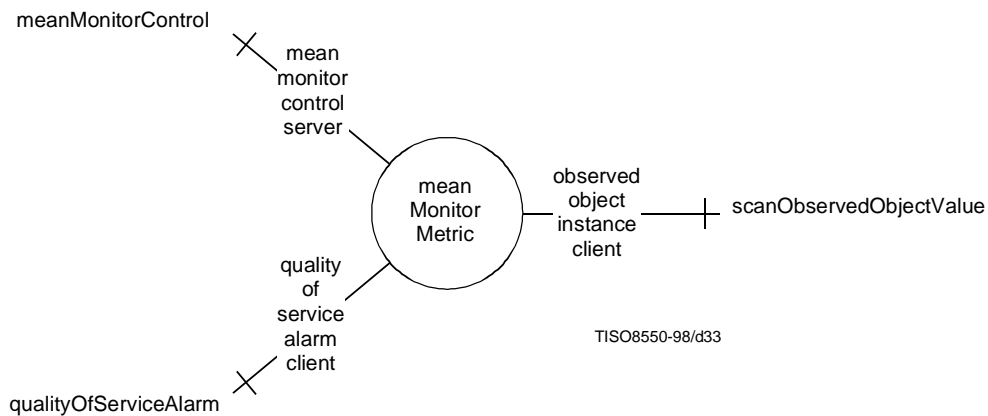 meanMonitorControl
mean
monitor
control
server
mean
Monitor
Metric
observed
object
instance
client
scanObservedObjectValue
quality
of
service
alarm
client
TISO8550-98/d33
qualityOfServiceAlarm